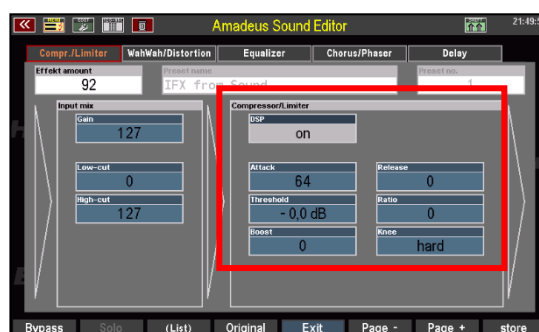 Amadeus Sound Editor 21:49:5
Compr./Limiter WahWah/Distortion Equalizer Chorus/Phaser Delay
Effekt amount Preset name Preset no.
92 IFX from Sound 1
Input mix Compressor/Limiter
Gain DSP
127 on
Low-cut Attack Release
0 64 0
High-cut Threshold Ratio
127 - 0,0 dB 0
Boost Knee
0 hard
Bypass Solo (List) Original Exit Page - Page + store